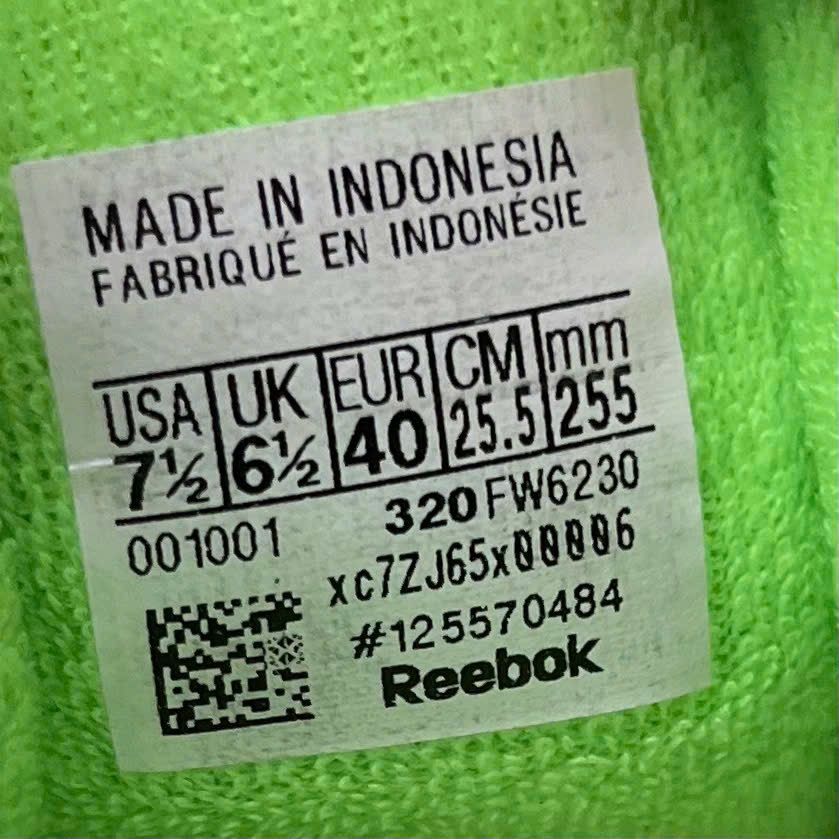 MADE IN INDONESIA
FABRIQUÉ EN INDONÉSIE
USA UK EUR CM mm
7½ 6½ 40 25.5 255
001001 320 FW6230
xc7ZJ65x00006
#125570484
Reebok